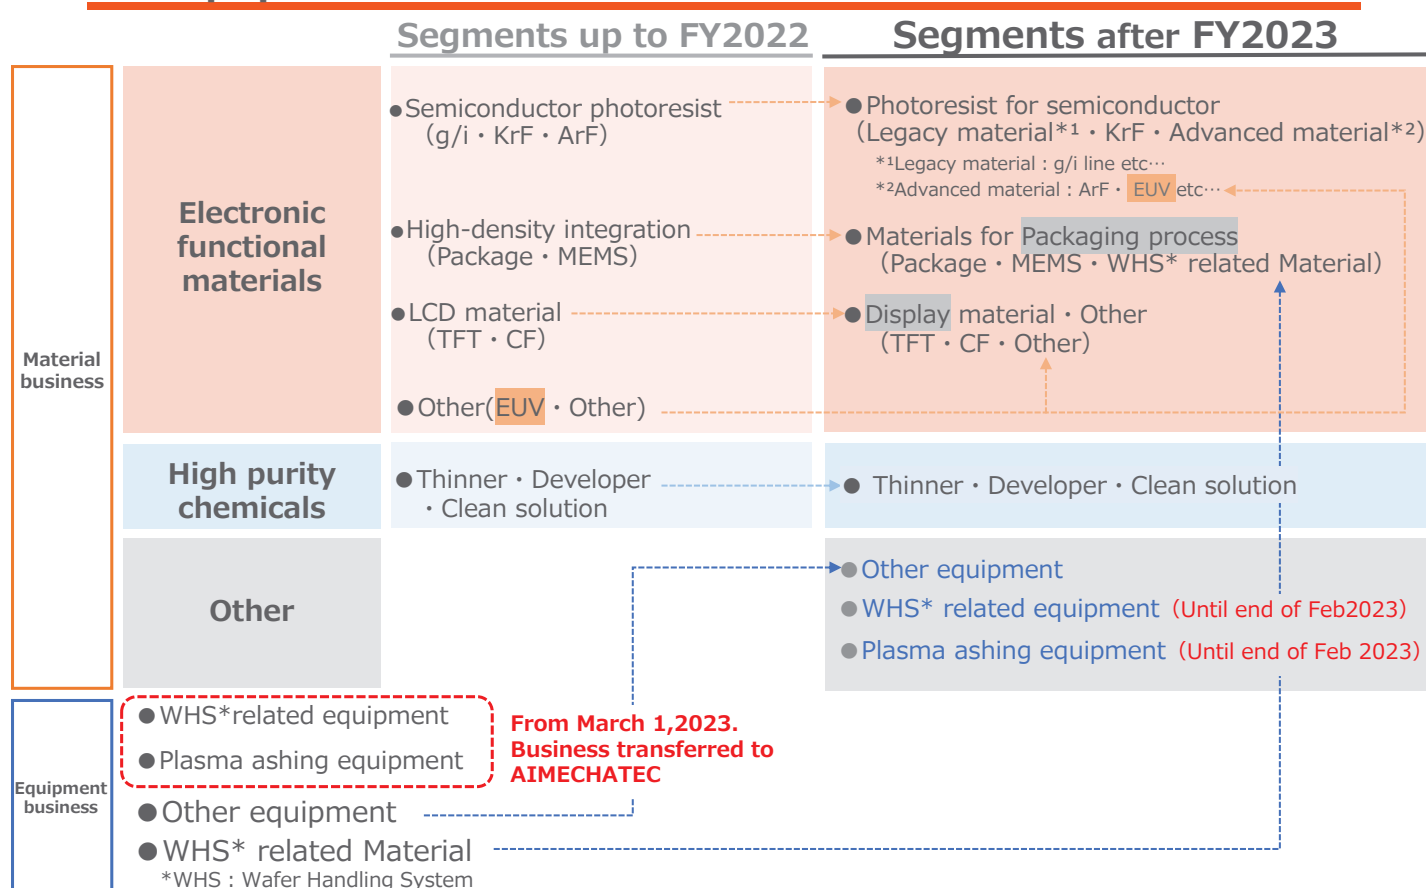 Segments up to FY2022
Segments after FY2023
Material
business
Electronic
functional
materials
●Semiconductor photoresist
(g/i・KrF・ArF)
●High-density integration
(Package・MEMS)
●LCD material
(TFT・CF)
●Other(EUV・Other)
●Photoresist for semiconductor
(Legacy material*¹・KrF・Advanced material*²)
*¹Legacy material : g/i line etc…
*²Advanced material : ArF・EUV etc…
●Materials for Packaging process
(Package・MEMS・WHS* related Material)
●Display material・Other
(TFT・CF・Other)
High purity
chemicals
●Thinner・Developer
・Clean solution
● Thinner・Developer・Clean solution
Other
●Other equipment
●WHS* related equipment (Until end of Feb2023)
●Plasma ashing equipment (Until end of Feb 2023)
Equipment
business
●WHS*related equipment
●Plasma ashing equipment
From March 1,2023.
Business transferred to
AIMECHATEC
●Other equipment
●WHS* related Material
*WHS : Wafer Handling System